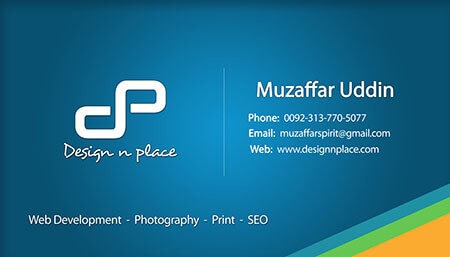 Design n place
Muzaffar Uddin
Phone: 0092-313-770-5077
Email: muzaffarspirit@gmail.com
Web: www.designnplace.com
Web Development - Photography - Print - SEO